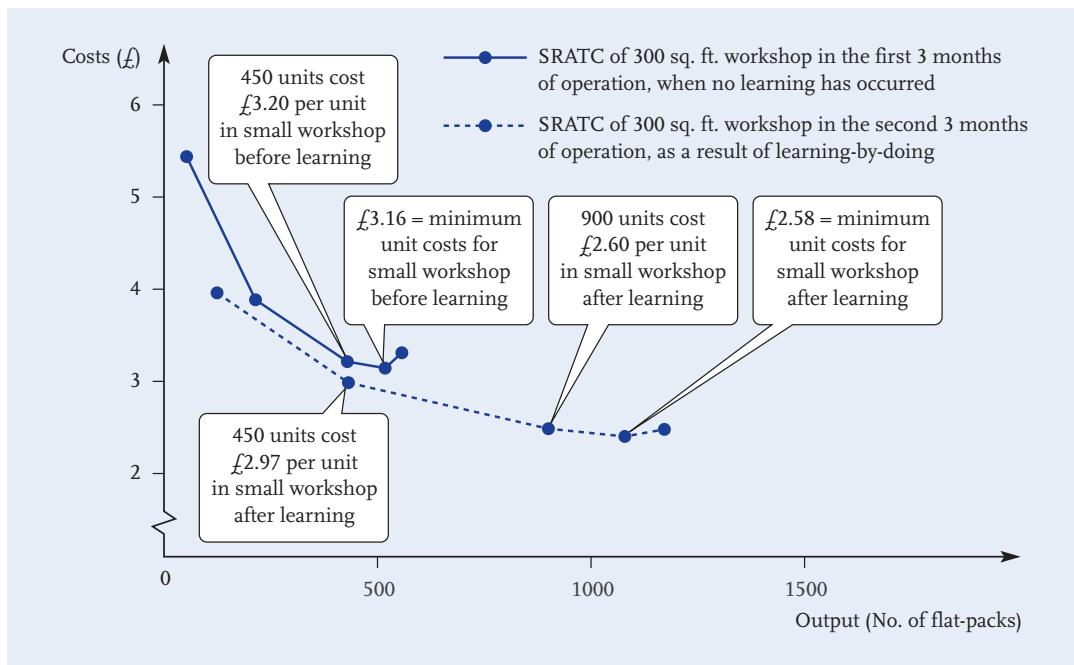 Costs (£)
6
5
4
3
2
0
500
1000
1500
Output (No. of flat-packs)
SRATC of 300 sq. ft. workshop in the first 3 months
of operation, when no learning has occurred
SRATC of 300 sq. ft. workshop in the second 3 months
of operation, as a result of learning-by-doing
450 units cost
£3.20 per unit
in small workshop
before learning
£3.16 = minimum
unit costs for
small workshop
before learning
900 units cost
£2.60 per unit
in small workshop
after learning
£2.58 = minimum
unit costs for
small workshop
after learning
450 units cost
£2.97 per unit
in small workshop
after learning